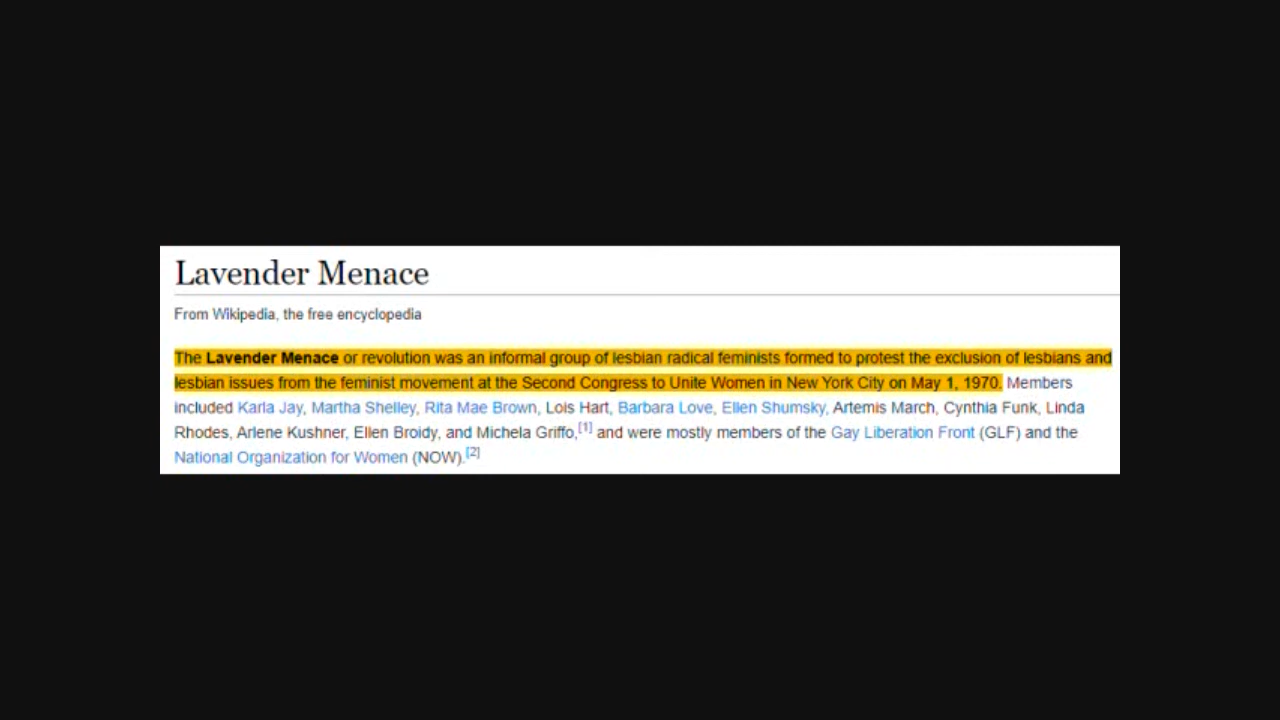 Lavender Menace
From Wikipedia, the free encyclopedia
The Lavender Menace or revolution was an informal group of lesbian radical feminists formed to protest the exclusion of lesbians and
lesbian issues from the feminist movement at the Second Congress to Unite Women in New York City on May 1, 1970. Members
included Karla Jay, Martha Shelley, Rita Mae Brown, Lois Hart, Barbara Love, Ellen Shumsky, Artemis March, Cynthia Funk, Linda
Rhodes, Arlene Kushner, Ellen Broidy, and Michela Griffo,[1] and were mostly members of the Gay Liberation Front (GLF) and the
National Organization for Women (NOW).[2]